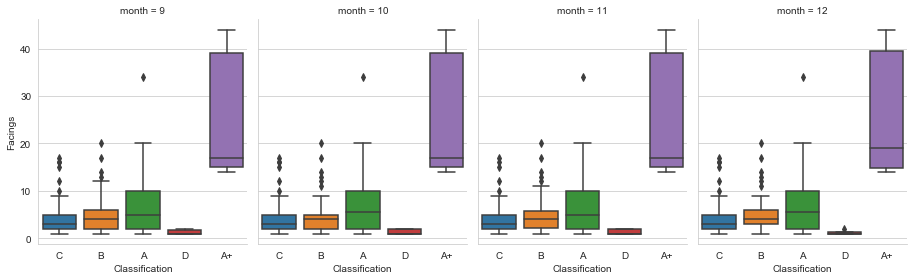 month = 9
month = 10
month = 11
month = 12
Facings
40
30
20
10
0
C B A D A+
C B A D A+
C B A D A+
C B A D A+
Classification
Classification
Classification
Classification